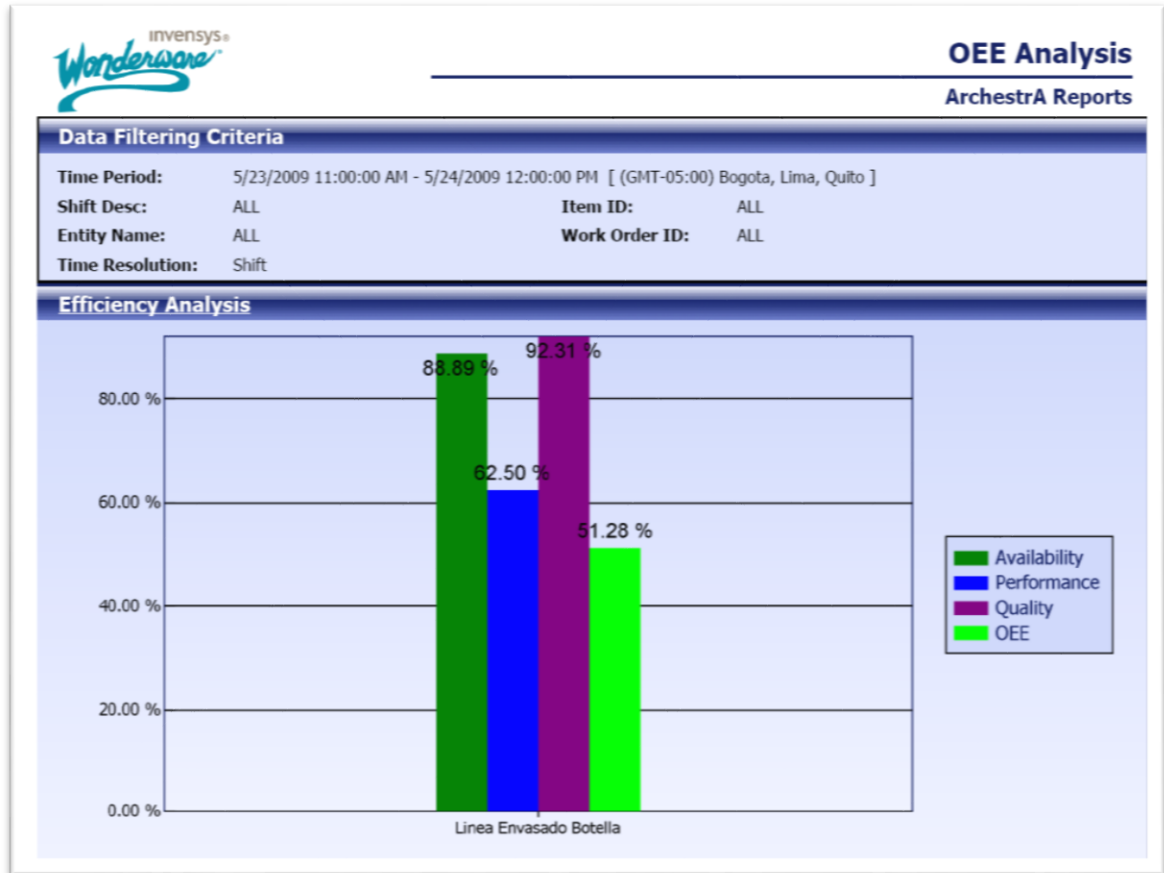 invensys®
Wonderware
OEE Analysis
ArchestrA Reports
Data Filtering Criteria
Time Period: 5/23/2009 11:00:00 AM - 5/24/2009 12:00:00 PM [ (GMT-05:00) Bogota, Lima, Quito ]
Shift Desc: ALL Item ID: ALL
Entity Name: ALL Work Order ID: ALL
Time Resolution: Shift
Efficiency Analysis
92.31 %
88.89 %
80.00 %
62.50 %
60.00 %
51.28 %
Availability
Performance
Quality
OEE
40.00 %
20.00 %
0.00 %
Linea Envasado Botella